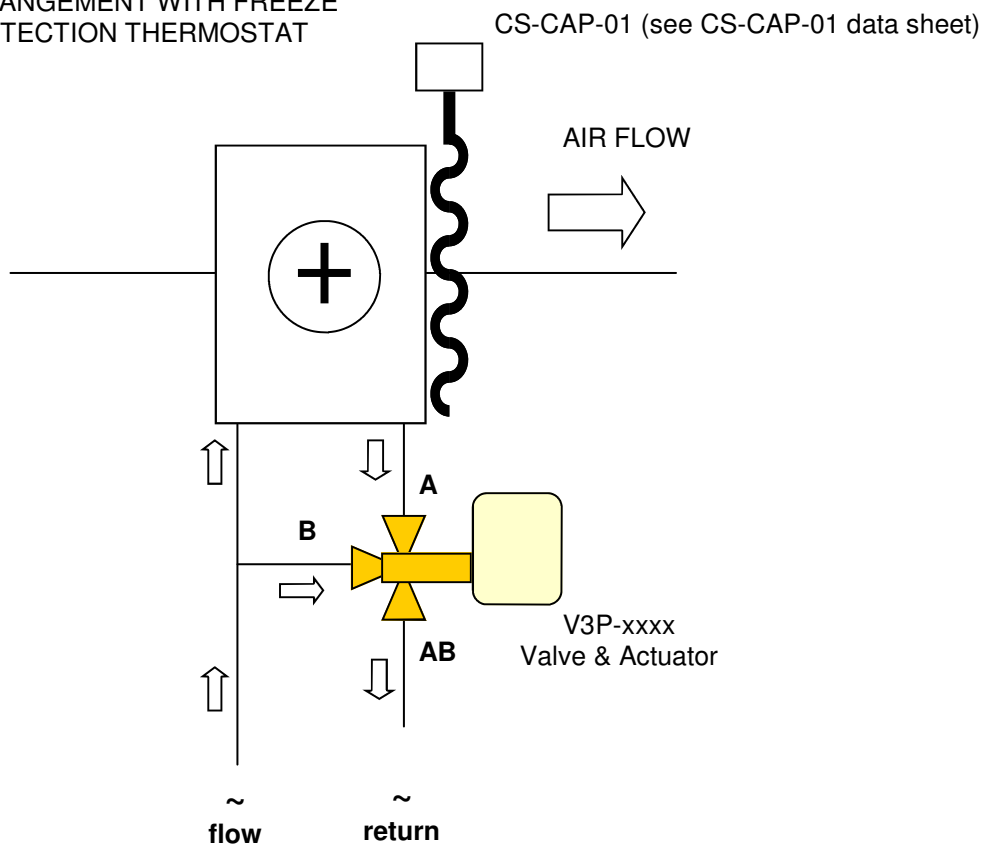 ANGEMENT WITH FREEZE
TECTION THERMOSTAT
CS-CAP-01 (see CS-CAP-01 data sheet)
AIR FLOW
A
B
V3P-xxxx
Valve & Actuator
AB
~ ~
flow return